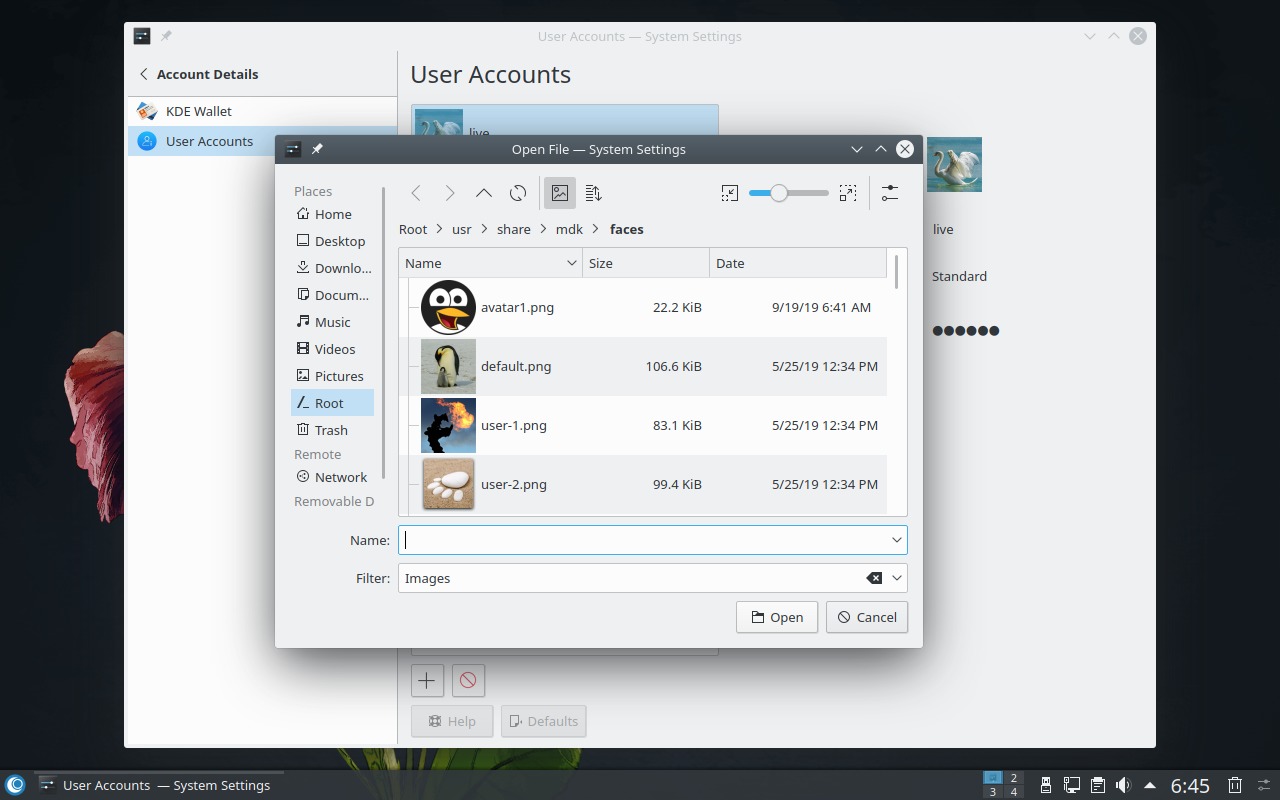 User Accounts — System Settings
Account Details
User Accounts
KDE Wallet
User Accounts
live
live
Standard
●●●●●●
Open File — System Settings
Places
Home
Desktop
Downlo...
Docum...
Music
Videos
Pictures
Root
Trash
Remote
Network
Removable D
Root > usr > share > mdk > faces
Name Size Date
avatar1.png 22.2 KiB 9/19/19 6:41 AM
default.png 106.6 KiB 5/25/19 12:34 PM
user-1.png 83.1 KiB 5/25/19 12:34 PM
user-2.png 99.4 KiB 5/25/19 12:34 PM
Name:
Filter: Images
Open Cancel
Help Defaults
User Accounts — System Settings
2
3 4
6:45